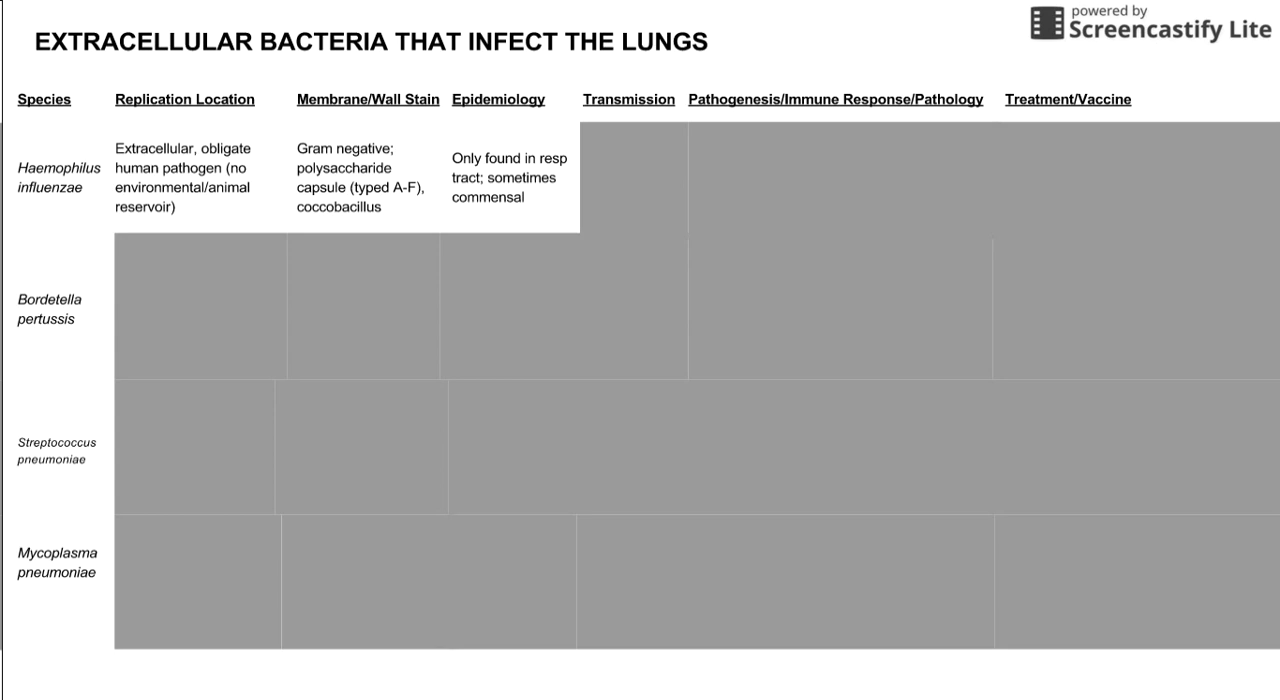 powered by
Screencastify Lite
EXTRACELLULAR BACTERIA THAT INFECT THE LUNGS
Species Replication Location Membrane/Wall Stain Epidemiology Transmission Pathogenesis/Immune Response/Pathology Treatment/Vaccine
Haemophilus
influenzae
Extracellular, obligate
human pathogen (no
environmental/animal
reservoir)
Gram negative;
polysaccharide
capsule (typed A-F),
coccobacillus
Only found in resp
tract; sometimes
commensal
Bordetella
pertussis
Streptococcus
pneumoniae
Mycoplasma
pneumoniae